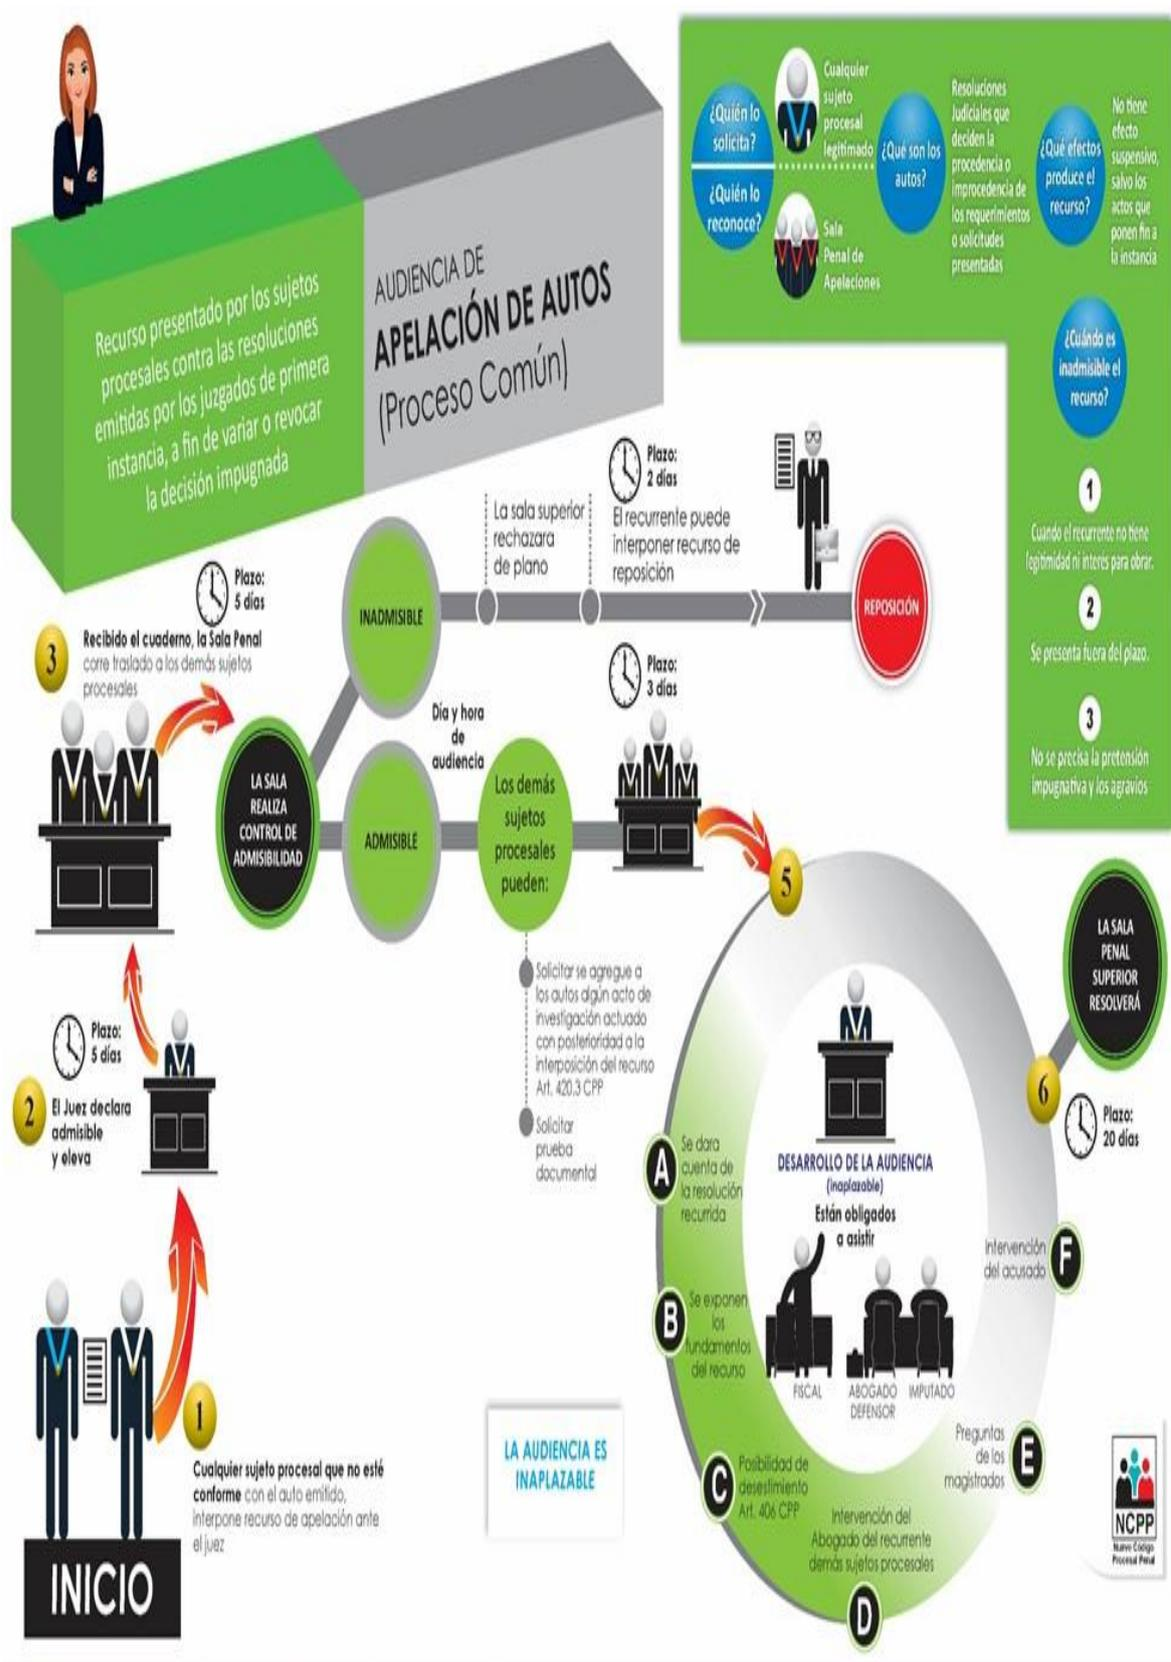 Recurso presentado por los sujetos
procesales contra las resoluciones
emitidas por los juzgados de primera
instancia, a fin de variar o revocar
la decisión impugnada
AUDIENCIA DE
APELACIÓN DE AUTOS
(Proceso Común)
¿Quién lo
solicita?
Cualquier
sujeto
procesal
legitimado
¿Quién lo
reconoce?
Sala
Penal de
Apelaciones
¿Qué son los
autos?
Resoluciones
Judiciales que
deciden la
procedencia o
improcedencia de
los requerimientos
o solicitudes
presentadas
¿Qué efectos
produce el
recurso?
No tiene
efecto
suspensivo,
salvo los
actos que
ponen fin a
la instancia
¿Cuándo es
inadmisible el
recurso?
1
Cuando el recurrente no tiene
legitimidad ni interés para obrar.
2
Se presenta fuera del plazo.
3
No se precisa la pretensión
impugnativa y los agravios
INICIO
1
Cualquier sujeto procesal que no esté
conforme con el auto emitido,
interpone recurso de apelación ante
el juez
Plazo:
5 días
2
El Juez declara
admisible
y eleva
Plazo:
5 días
3
Recibido el cuaderno, la Sala Penal
corre traslado a los demás sujetos
procesales
LA SALA
REALIZA
CONTROL DE
ADMISIBILIDAD
INADMISIBLE
La sala superior
rechazara
de plano
Plazo:
2 días
El recurrente puede
interponer recurso de
reposición
REPOSICIÓN
ADMISIBLE
Día y hora
de
audiencia
Los demás
sujetos
procesales
pueden:
Solicitar se agregue a
los autos algún acto de
investigación actuado
con posterioridad a la
interposición del recurso
Art. 420.3 CPP
Solicitar
prueba
documental
Plazo:
3 días
5
DESARROLLO DE LA AUDIENCIA
(inaplazable)
Están obligados
a asistir
FISCAL
ABOGADO
DEFENSOR
IMPUTADO
A
Se dara
cuenta de
la resolución
recurrida
B
Se exponen
los
fundamentos
del recurso
C
Posibilidad de
desestimiento
Art. 406 CPP
D
Intervención del
Abogado del recurrente
demás sujetos procesales
E
Preguntas
de los
magistrados
F
Intervención
del acusado
6
LA SALA
PENAL
SUPERIOR
RESOLVERÁ
Plazo:
20 días
LA AUDIENCIA ES
INAPLAZABLE
NCPP
Nuevo Código
Procesal Penal